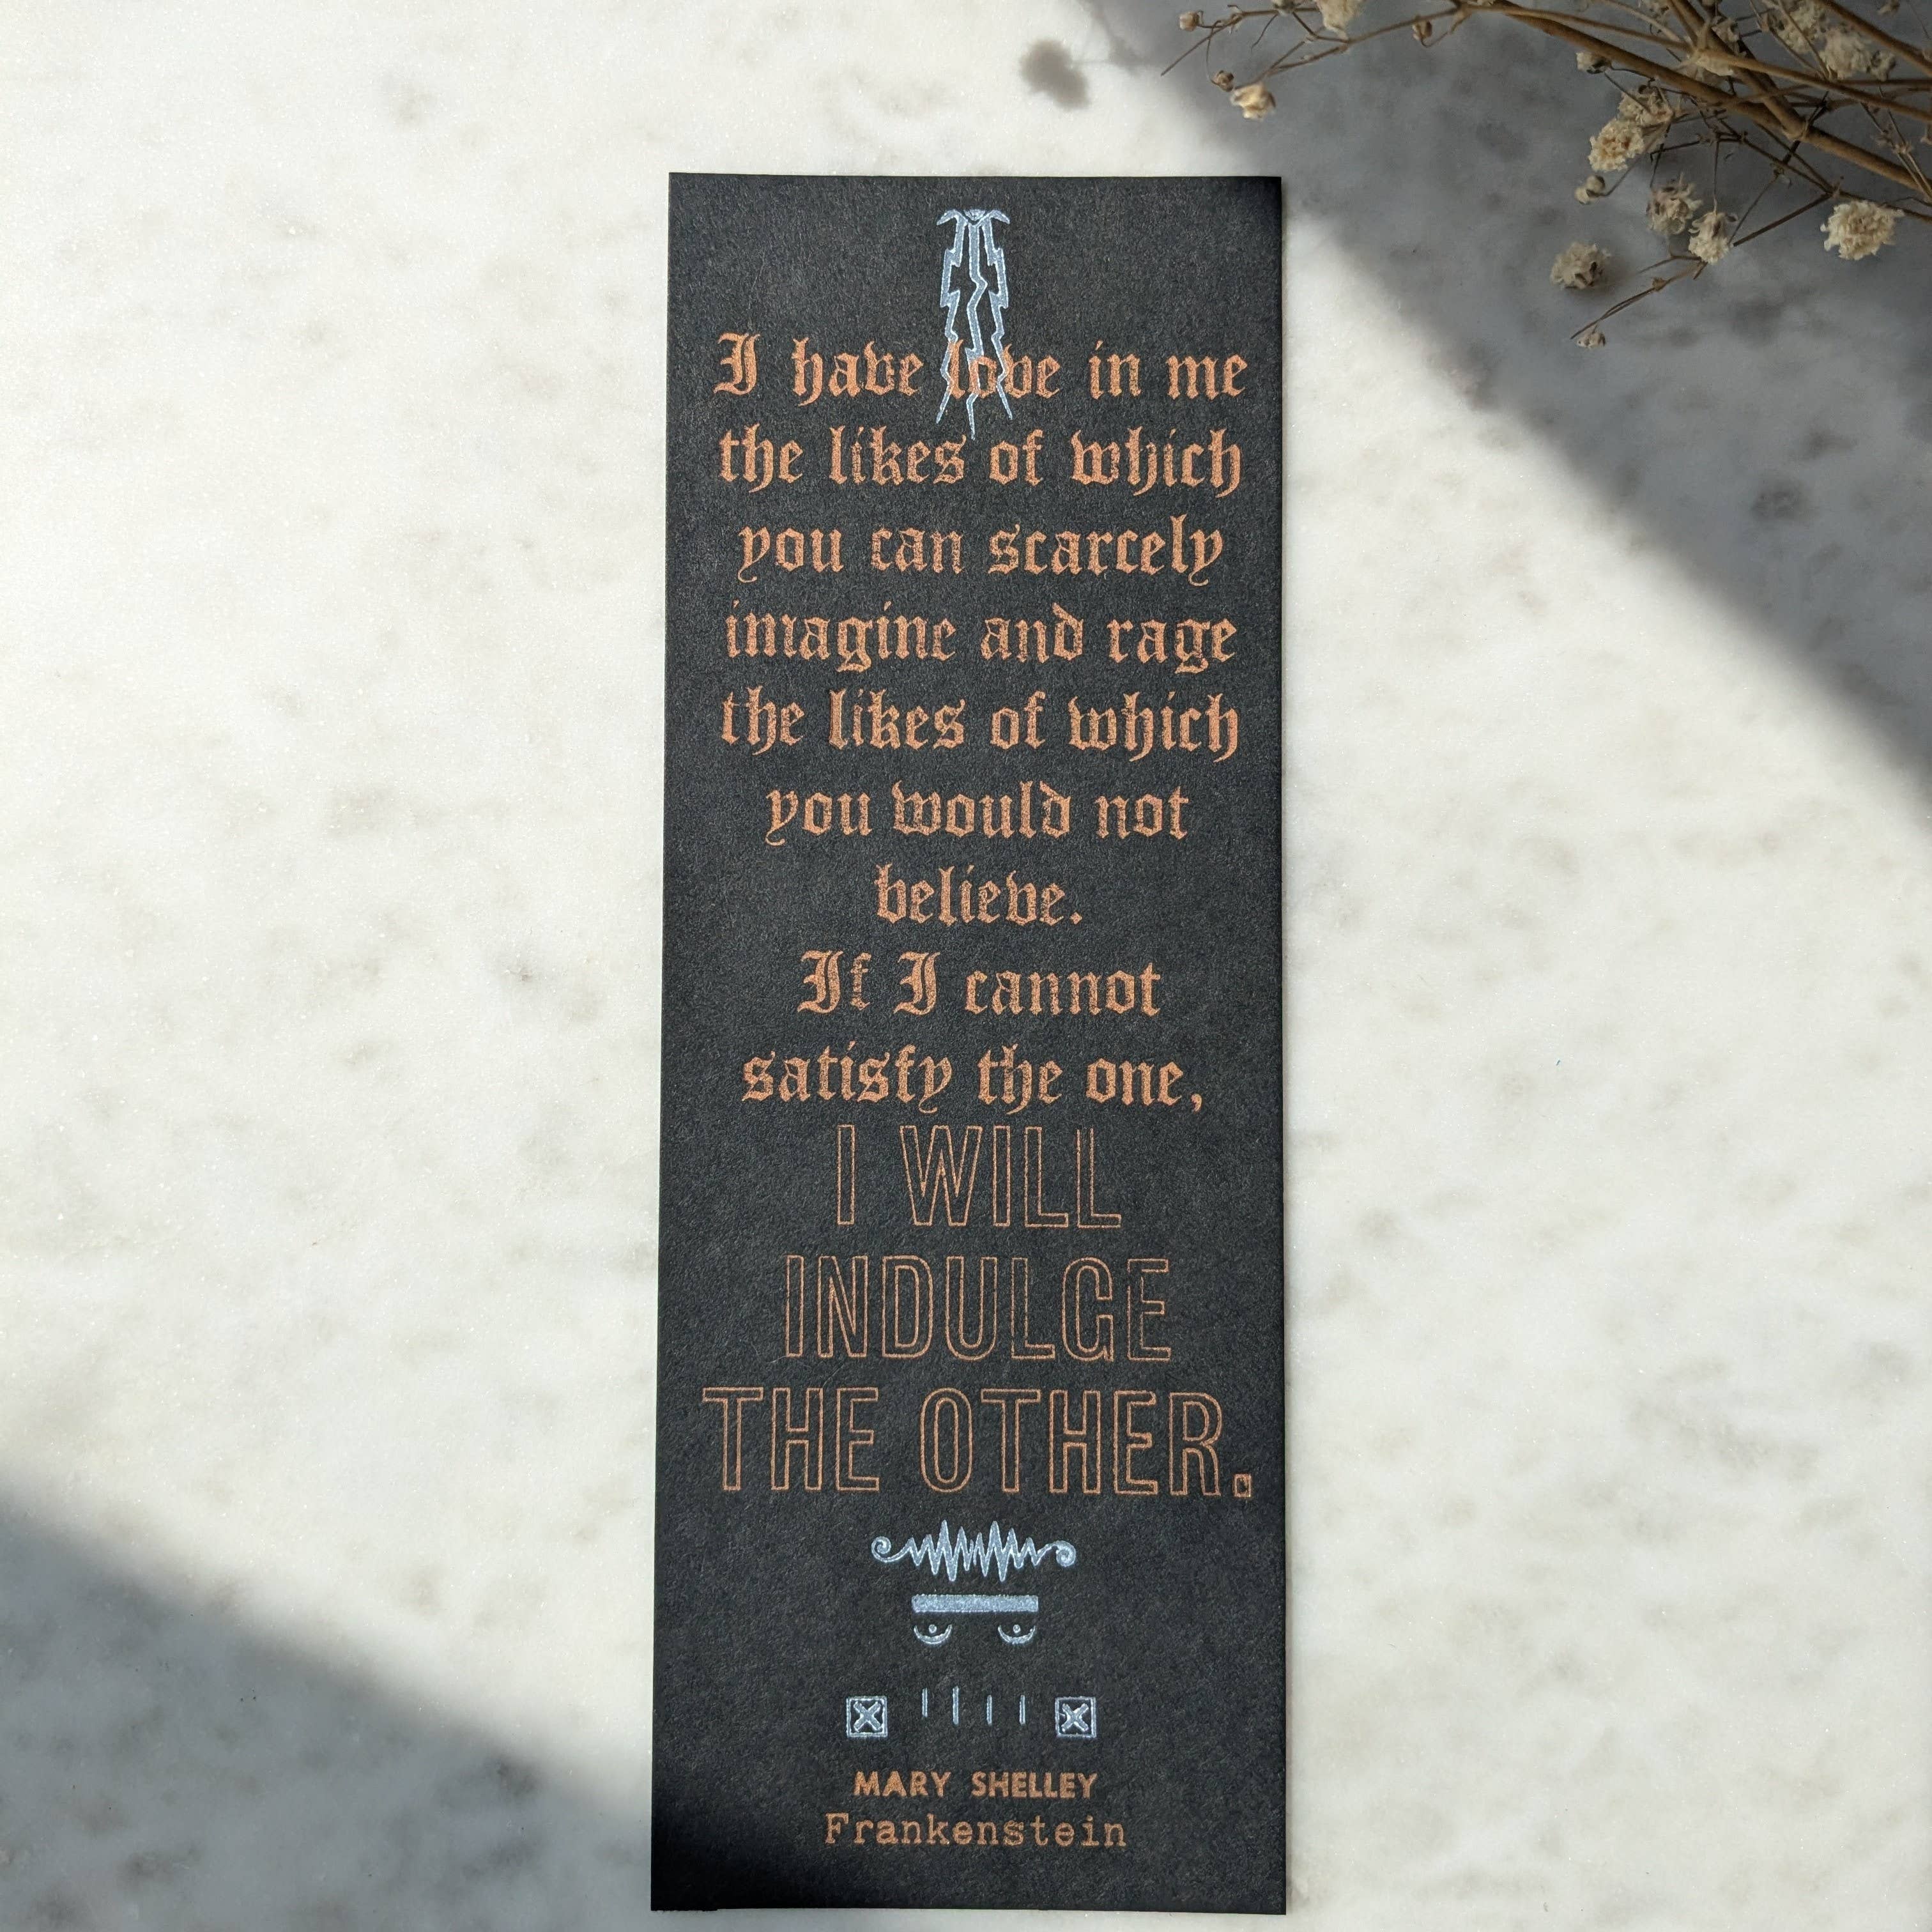 I have love in me
the likes of which
you can scarcely
imagine and rage
the likes of which
you would not
believe.
If I cannot
satisfy the one,
I WILL
INDULGE
THE OTHER.
MARY SHELLEY
Frankenstein